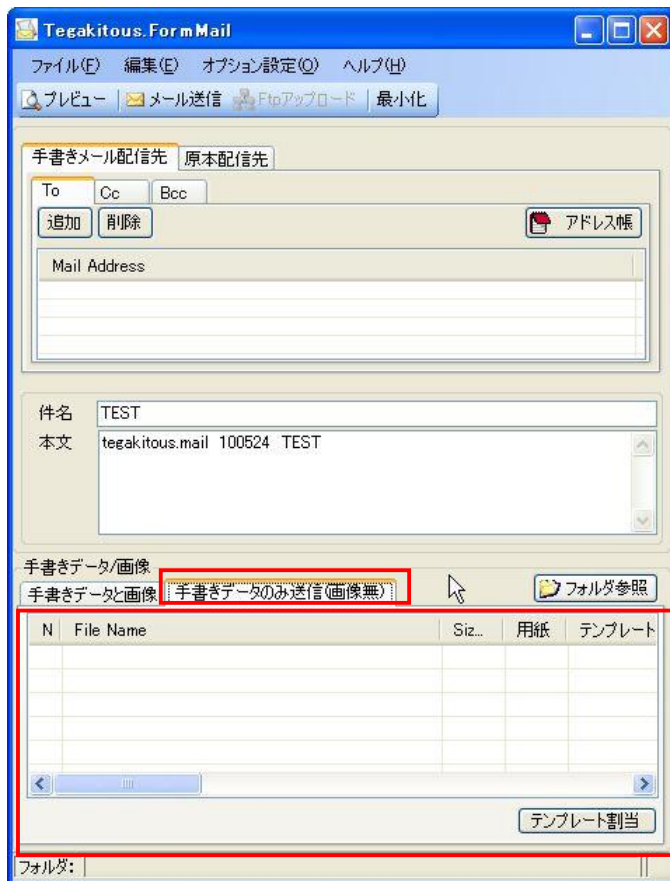 Tegakitous.FormMail
ファイル(F) 編集(E) オプション設定(O) ヘルプ(H)
プレビュー メール送信 Ftpアップロード 最小化
手書きメール配信先 原本配信先
To Cc Bcc
追加 削除 アドレス帳
Mail Address
件名 TEST
本文 tegakitous.mail 100524 TEST
手書きデータ/画像
手書きデータと画像 手書きデータのみ送信(画像無) フォルダ参照
N File Name Siz... 用紙 テンプレート
テンプレート割当
フォルダ: